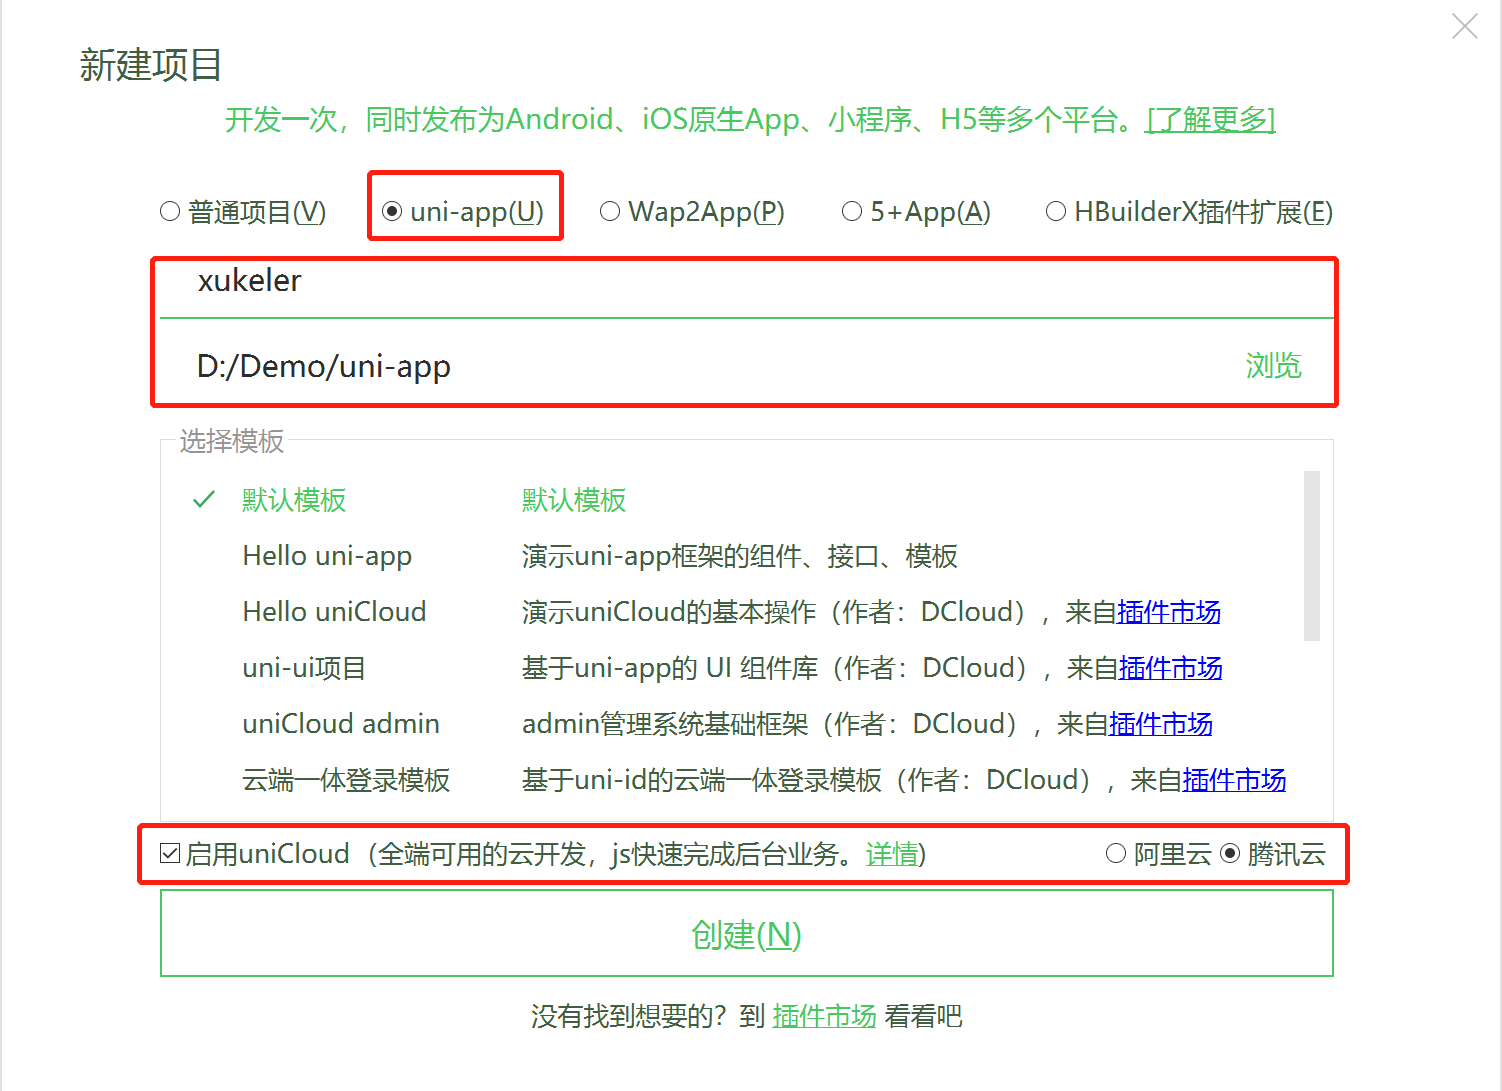 新建项目
开发一次，同时发布为Android、iOS原生App、小程序、H5等多个平台。[了解更多]
普通项目(V) uni-app(U) Wap2App(P) 5+App(A) HBuilderX插件扩展(E)
xukeler
D:/Demo/uni-app 浏览
选择模板
默认模板 默认模板
Hello uni-app 演示uni-app框架的组件、接口、模板
Hello uniCloud 演示uniCloud的基本操作（作者：DCloud），来自插件市场
uni-ui项目 基于uni-app的 UI 组件库（作者：DCloud），来自插件市场
uniCloud admin admin管理系统基础框架（作者：DCloud），来自插件市场
云端一体登录模板 基于uni-id的云端一体登录模板（作者：DCloud），来自插件市场
启用uniCloud（全端可用的云开发，js快速完成后台业务。详情) 阿里云 腾讯云
创建(N)
没有找到想要的？到 插件市场 看看吧